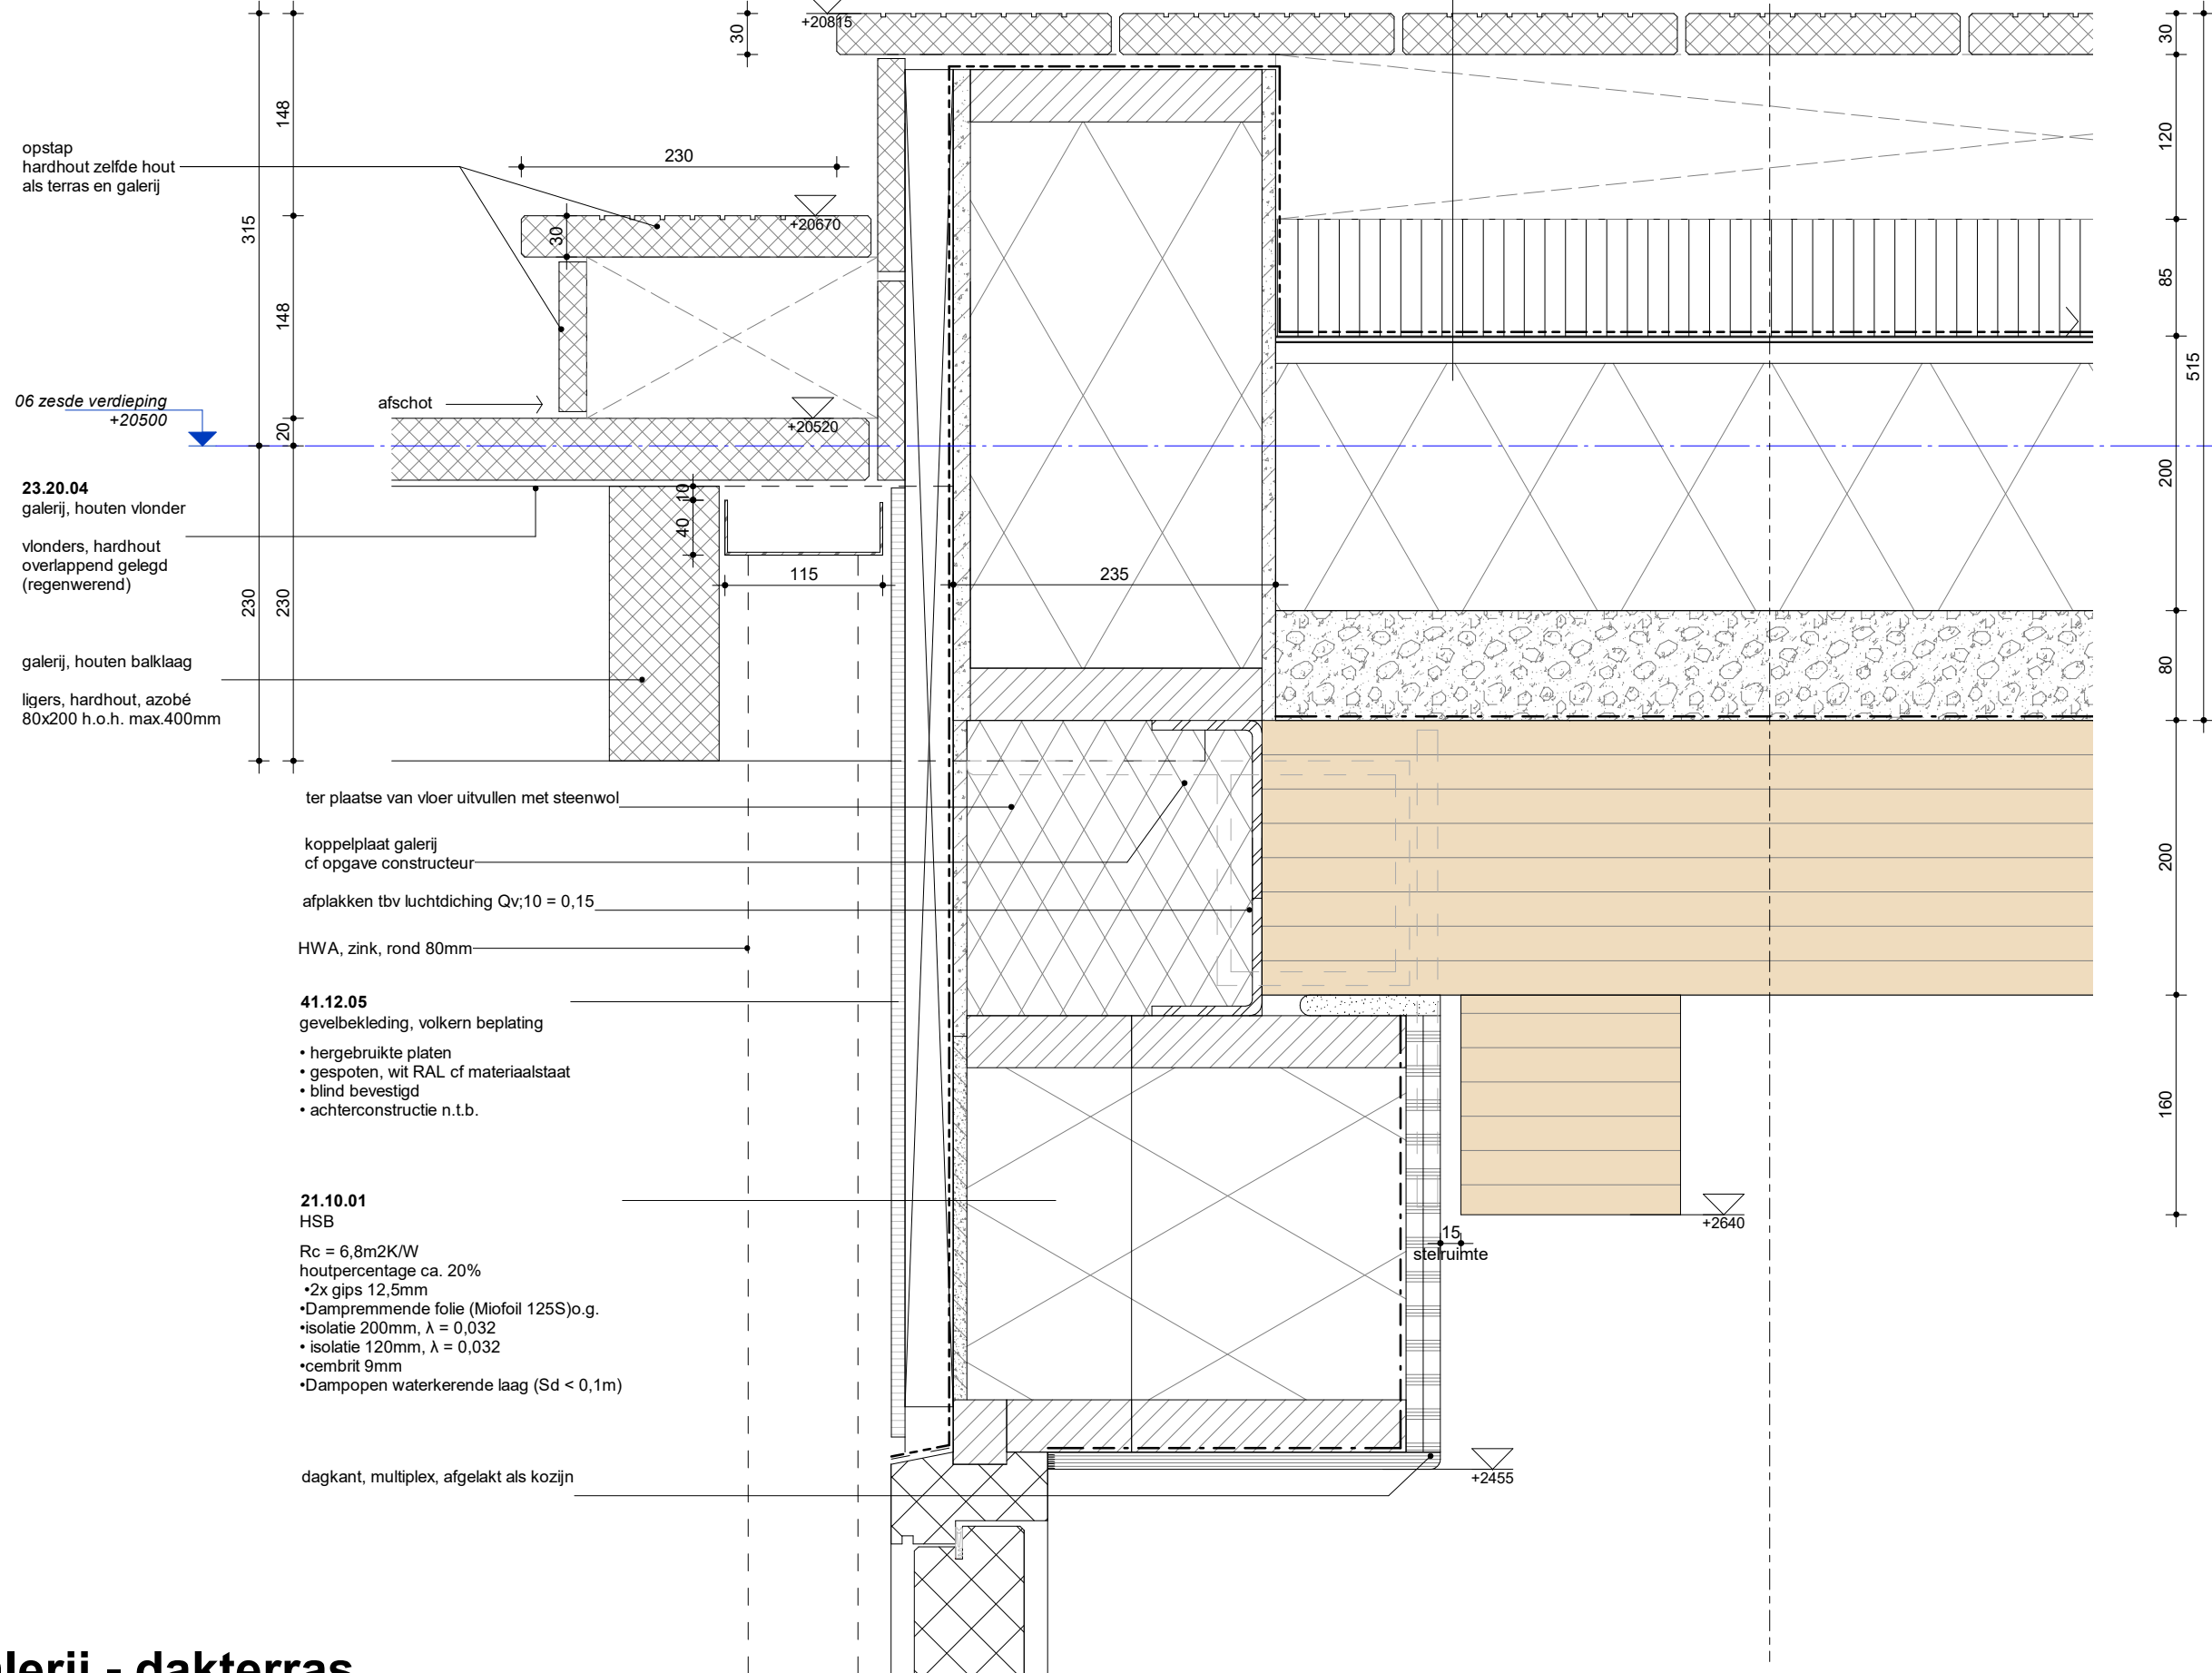 +20815
30
30
148
opstap
hardhout zelfde hout
als terras en galerij
230
120
+20670
315
30
85
148
515
06 zesde verdieping
+20500
afschot
20
+20520
23.20.04
galerij, houten vlonder
vlonders, hardhout
overlappend gelegd
(regenwerend)
10
40
200
115
235
230
230
galerij, houten balklaag
ligers, hardhout, azobé
80x200 h.o.h. max.400mm
80
ter plaatse van vloer uitvullen met steenwol
koppelplaat galerij
cf opgave constructeur
200
afplakken tbv luchtdiching Qv;10 = 0,15
HWA, zink, rond 80mm
41.12.05
gevelbekleding, volkern beplating
• hergebruikte platen
• gespoten, wit RAL cf materiaalstaat
• blind bevestigd
• achterconstructie n.t.b.
160
21.10.01
HSB
+2640
15
stelruimte
Rc = 6,8m2K/W
houtpercentage ca. 20%
•2x gips 12,5mm
•Dampremmende folie (Miofoil 125S)o.g.
•isolatie 200mm, λ = 0,032
• isolatie 120mm, λ = 0,032
•cembrit 9mm
•Dampopen waterkerende laag (Sd < 0,1m)
dagkant, multiplex, afgelakt als kozijn
+2455
alerij - dakterras